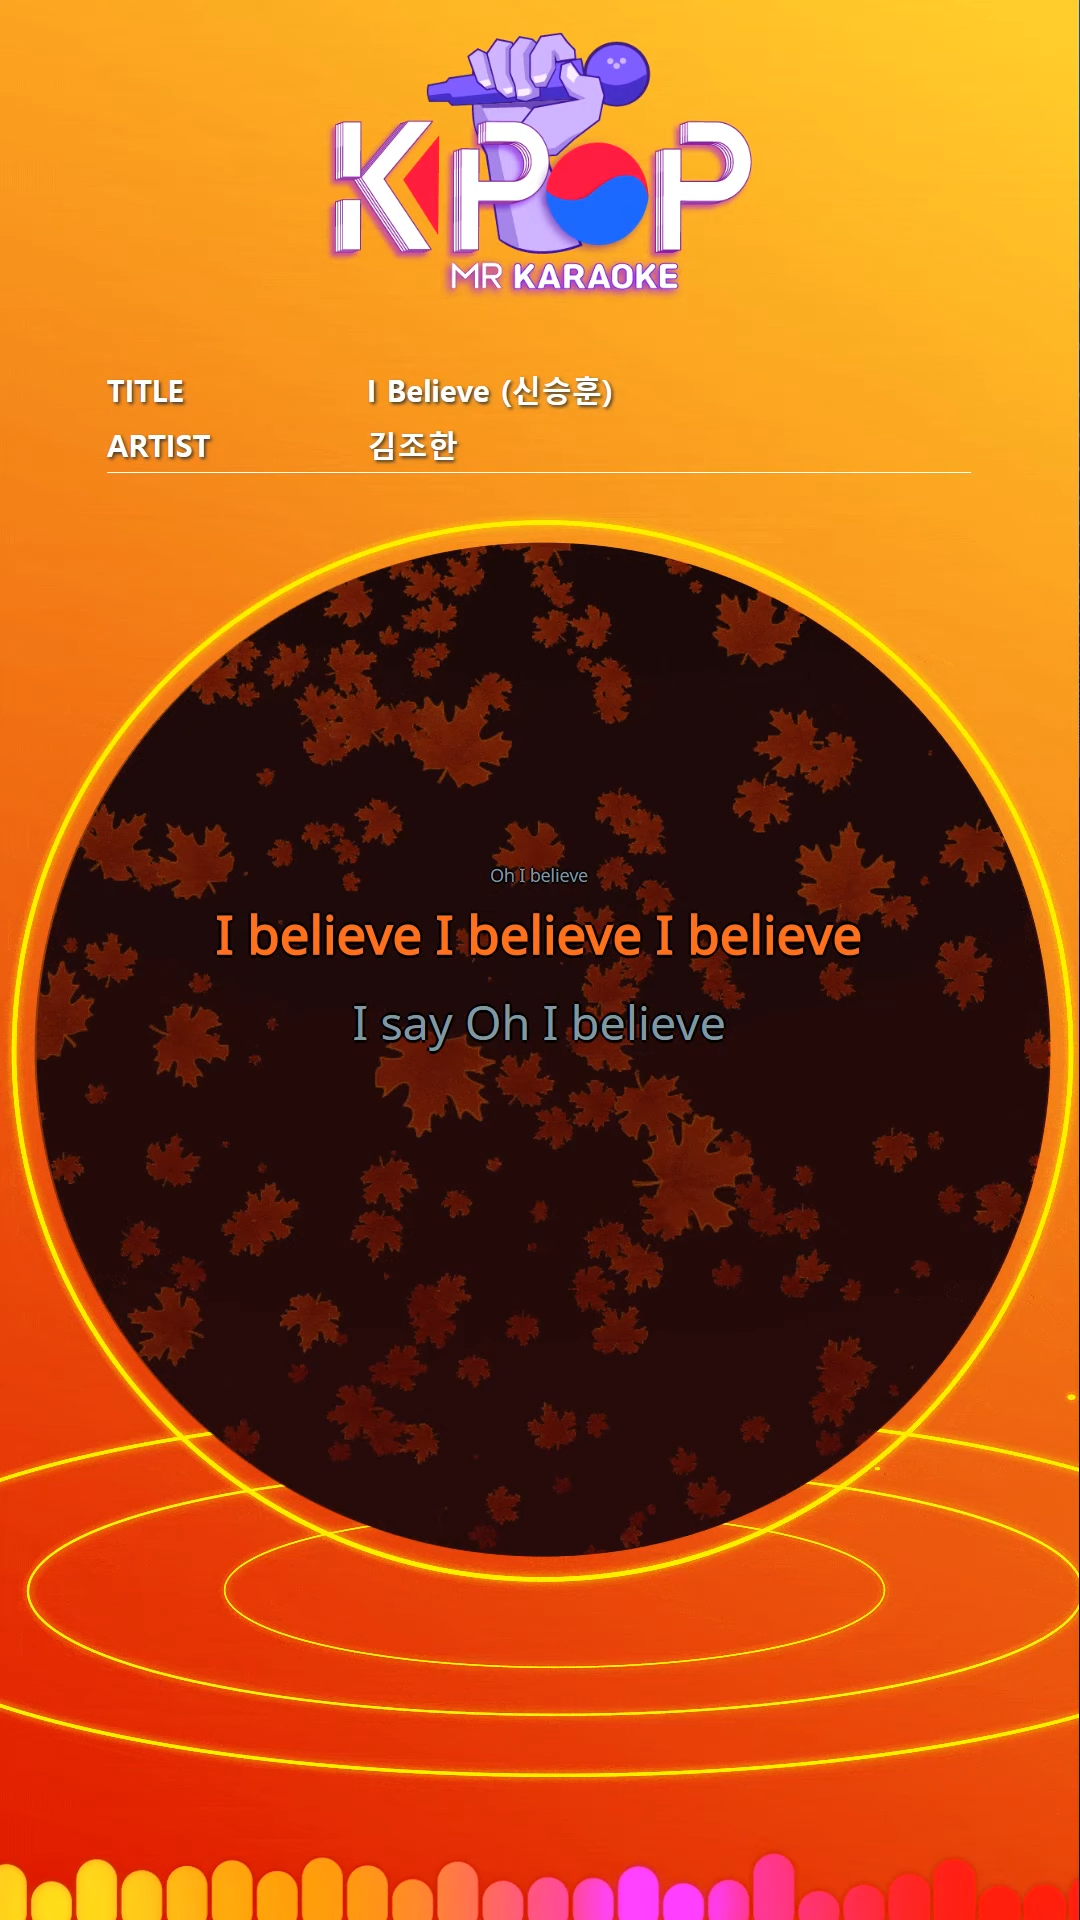 KPOP
MR KARAOKE
TITLE I Believe (신승훈)
ARTIST 김조한
Oh I believe
I believe I believe I believe
I say Oh I believe